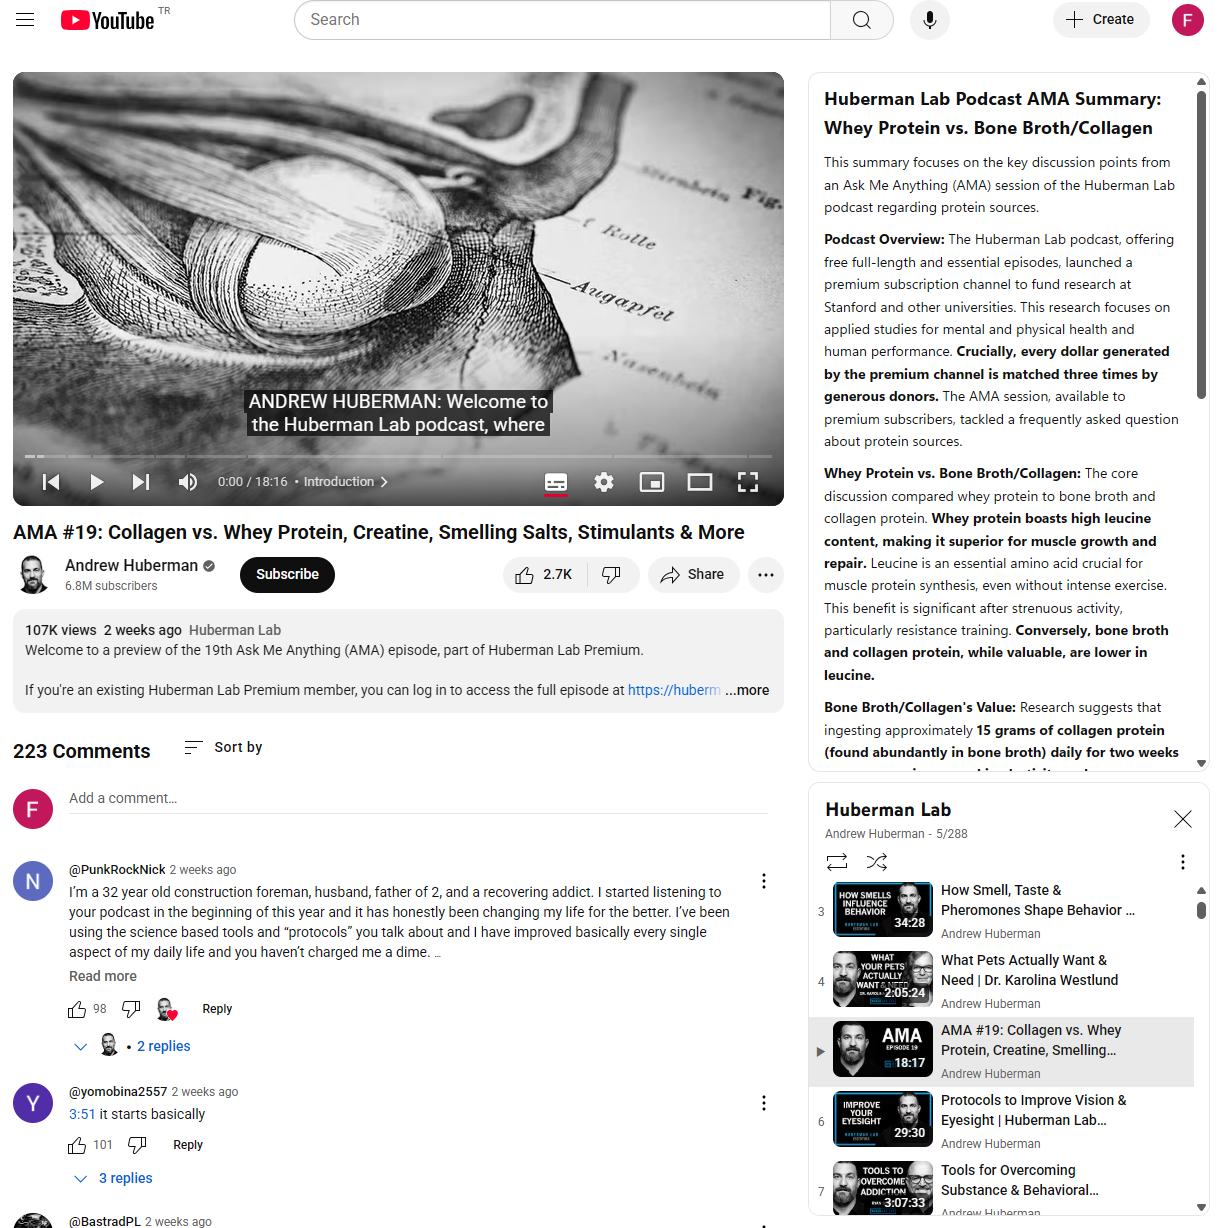 YouTube TR
Search
Create
F
Fig.
Rolle
Augapfel
ANDREW HUBERMAN: Welcome to
the Huberman Lab podcast, where
0:00 / 18:16 • Introduction
AMA #19: Collagen vs. Whey Protein, Creatine, Smelling Salts, Stimulants & More
Andrew Huberman
6.8M subscribers
Subscribe
2.7K
Share
107K views 2 weeks ago Huberman Lab
Welcome to a preview of the 19th Ask Me Anything (AMA) episode, part of Huberman Lab Premium.
If you're an existing Huberman Lab Premium member, you can log in to access the full episode at https://huberm ...more
223 Comments
Sort by
F
Add a comment...
N
@PunkRockNick 2 weeks ago
I'm a 32 year old construction foreman, husband, father of 2, and a recovering addict. I started listening to
your podcast in the beginning of this year and it has honestly been changing my life for the better. I've been
using the science based tools and “protocols” you talk about and I have improved basically every single
aspect of my daily life and you haven't charged me a dime. ...
Read more
98
Reply
• 2 replies
Y
@yomobina2557 2 weeks ago
3:51 it starts basically
101
Reply
3 replies
@BastradPL 2 weeks ago
Huberman Lab Podcast AMA Summary:
Whey Protein vs. Bone Broth/Collagen
This summary focuses on the key discussion points from
an Ask Me Anything (AMA) session of the Huberman Lab
podcast regarding protein sources.
Podcast Overview: The Huberman Lab podcast, offering
free full-length and essential episodes, launched a
premium subscription channel to fund research at
Stanford and other universities. This research focuses on
applied studies for mental and physical health and
human performance. Crucially, every dollar generated
by the premium channel is matched three times by
generous donors. The AMA session, available to
premium subscribers, tackled a frequently asked question
about protein sources.
Whey Protein vs. Bone Broth/Collagen: The core
discussion compared whey protein to bone broth and
collagen protein. Whey protein boasts high leucine
content, making it superior for muscle growth and
repair. Leucine is an essential amino acid crucial for
muscle protein synthesis, even without intense exercise.
This benefit is significant after strenuous activity,
particularly resistance training. Conversely, bone broth
and collagen protein, while valuable, are lower in
leucine.
Bone Broth/Collagen's Value: Research suggests that
ingesting approximately 15 grams of collagen protein
(found abundantly in bone broth) daily for two weeks
Huberman Lab
Andrew Huberman - 5/288
3
HOW SMELLS
INFLUENCE
BEHAVIOR
34:28
How Smell, Taste &
Pheromones Shape Behavior ...
Andrew Huberman
4
WHAT
YOUR PETS
ACTUALLY
WANT & NEED
2:05:24
What Pets Actually Want &
Need | Dr. Karolina Westlund
Andrew Huberman
AMA
EPISODE 19
18:17
AMA #19: Collagen vs. Whey
Protein, Creatine, Smelling...
Andrew Huberman
6
IMPROVE
YOUR
EYESIGHT
HUBERMAN LAB
29:30
Protocols to Improve Vision &
Eyesight | Huberman Lab...
Andrew Huberman
7
TOOLS TO
OVERCOME
ADDICTION
3:07:33
Tools for Overcoming
Substance & Behavioral...
Andrew Huberman